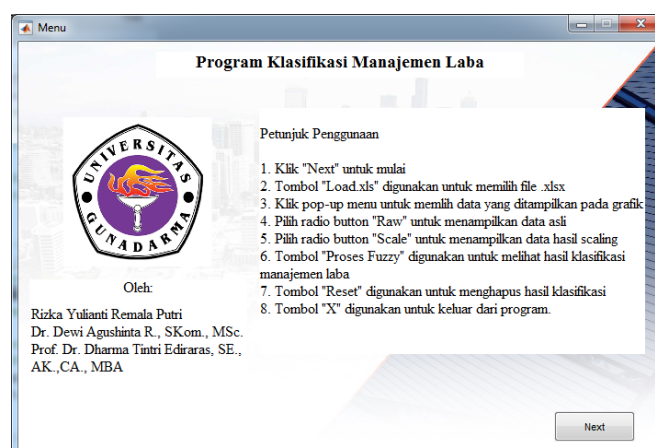 Menu
Program Klasifikasi Manajemen Laba
UNIVERSITAS
GUNADARMA
Oleh:
Rizka Yulianti Remala Putri
Dr. Dewi Agushinta R., SKom., MSc.
Prof. Dr. Dharma Tintri Ediraras, SE.,
AK.,CA., MBA
Petunjuk Penggunaan
1. Klik "Next" untuk mulai
2. Tombol "Load.xls" digunakan untuk memilih file .xlsx
3. Klik pop-up menu untuk memlih data yang ditampilkan pada grafik
4. Pilih radio button "Raw" untuk menampilkan data asli
5. Pilih radio button "Scale" untuk menampilkan data hasil scaling
6. Tombol "Proses Fuzzy" digunakan untuk melihat hasil klasifikasi
manajemen laba
7. Tombol "Reset" digunakan untuk menghapus hasil klasifikasi
8. Tombol "X" digunakan untuk keluar dari program.
Next